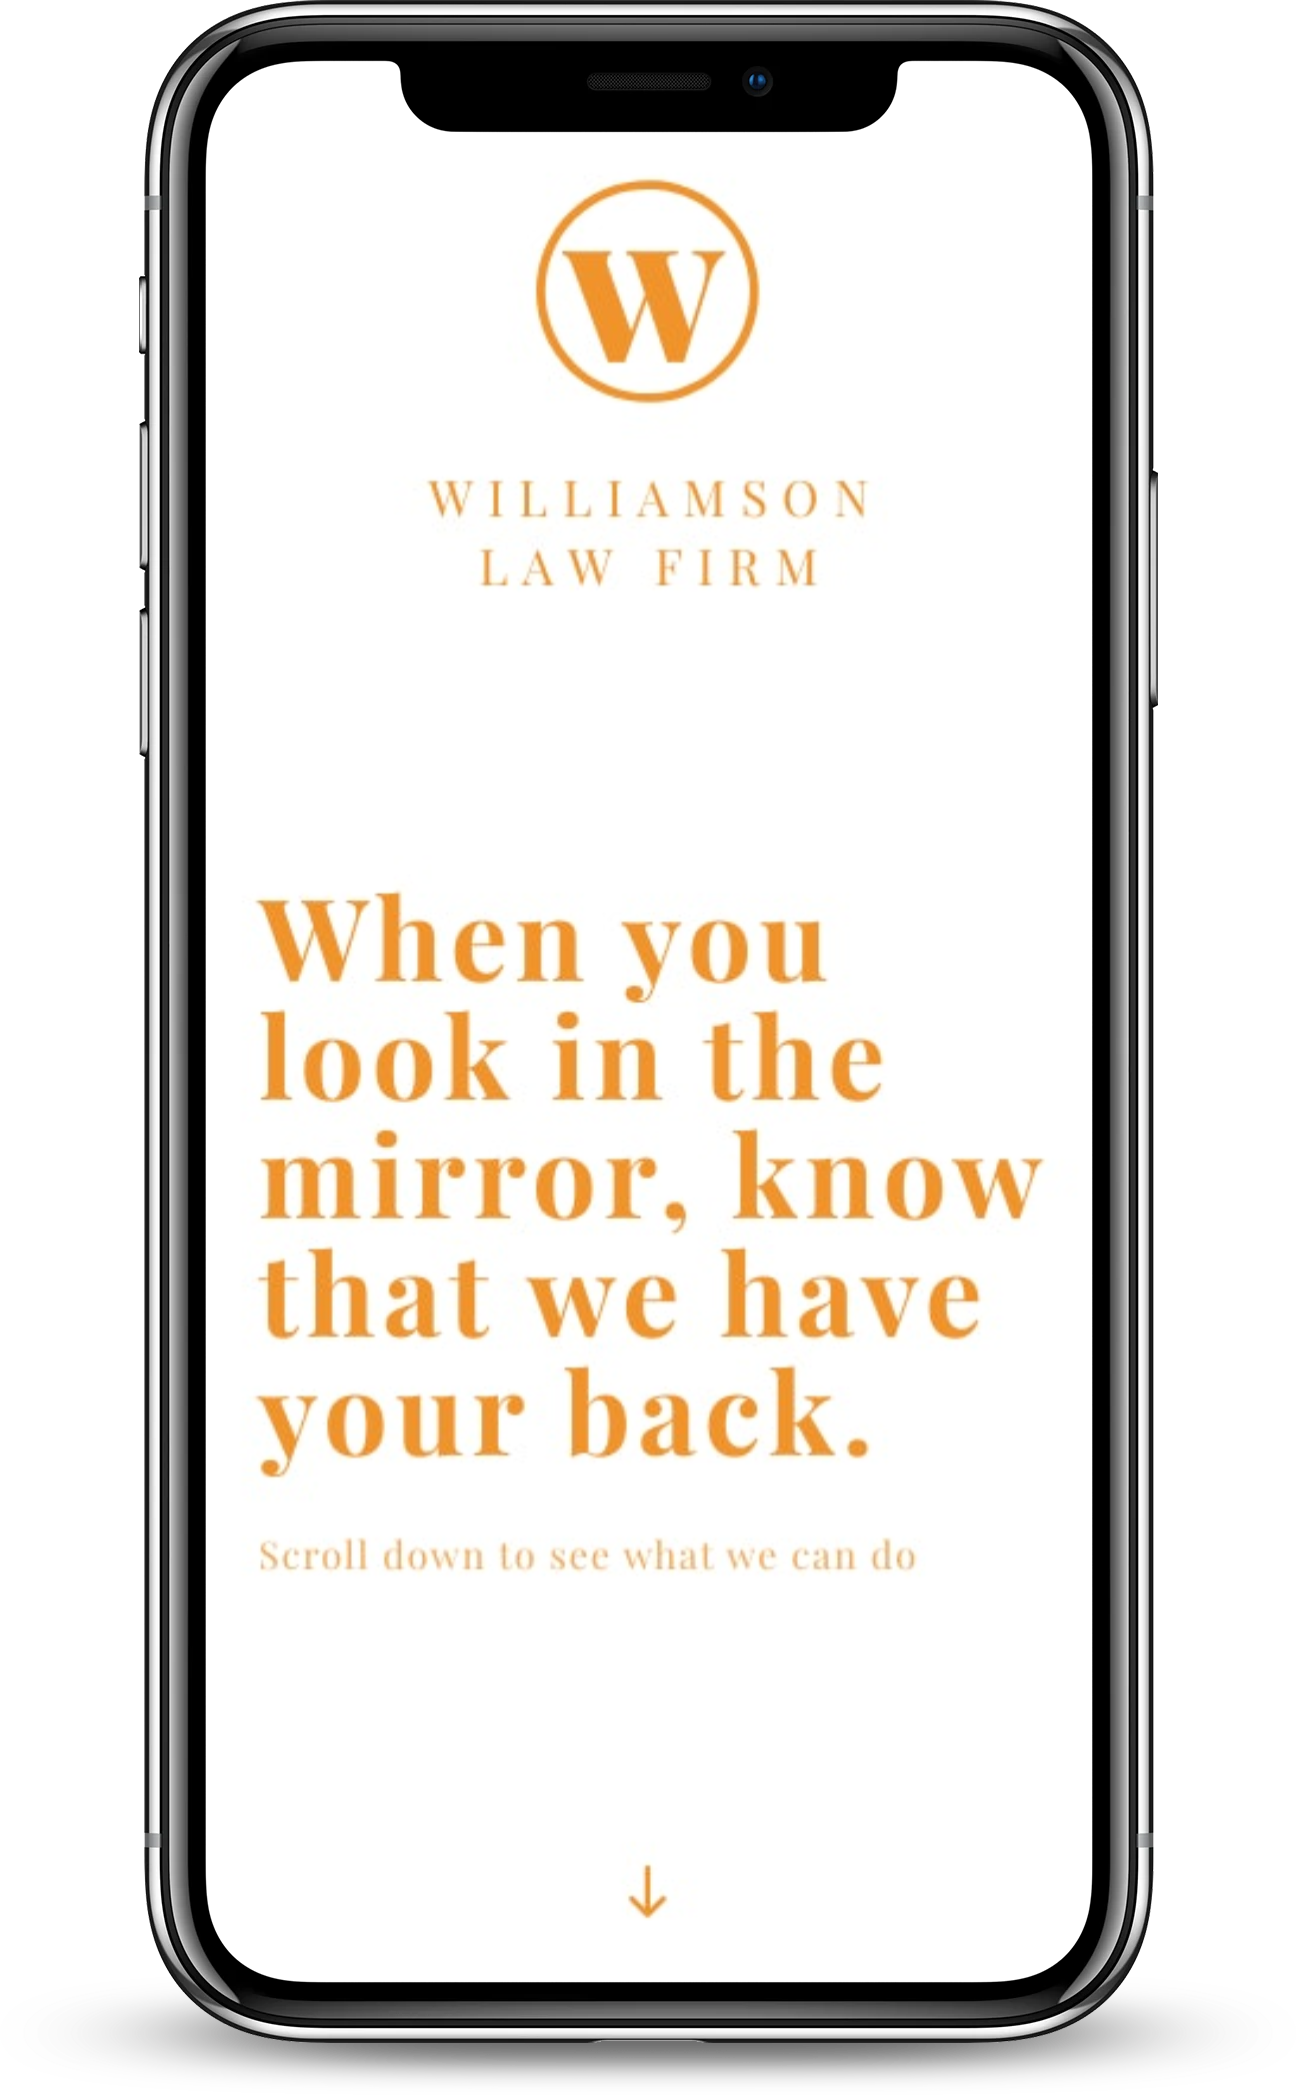 W
WILLIAMSON
LAW FIRM
When you
look in the
mirror, know
that we have
your back.
Scroll down to see what we can do